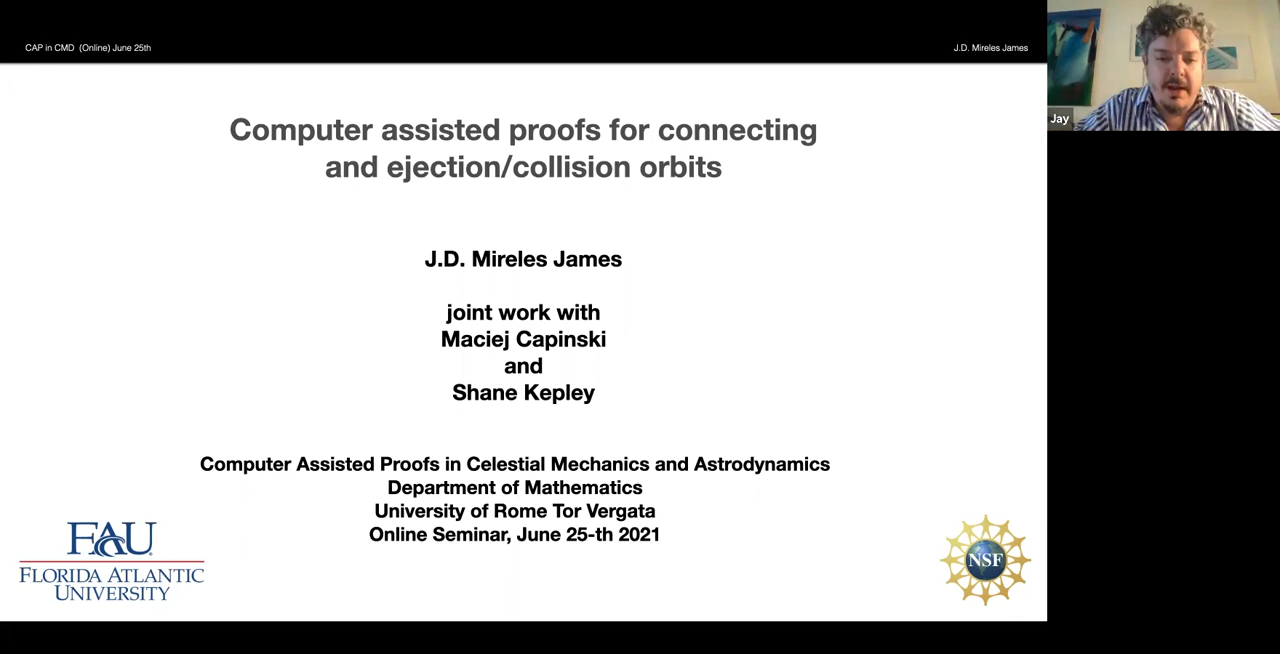 CAP in CMD (Online) June 25th
J.D. Mireles James
Jay
Computer assisted proofs for connecting
and ejection/collision orbits
J.D. Mireles James
joint work with
Maciej Capinski
and
Shane Kepley
Computer Assisted Proofs in Celestial Mechanics and Astrodynamics
Department of Mathematics
University of Rome Tor Vergata
Online Seminar, June 25-th 2021
FAU
FLORIDA ATLANTIC
UNIVERSITY
NSF